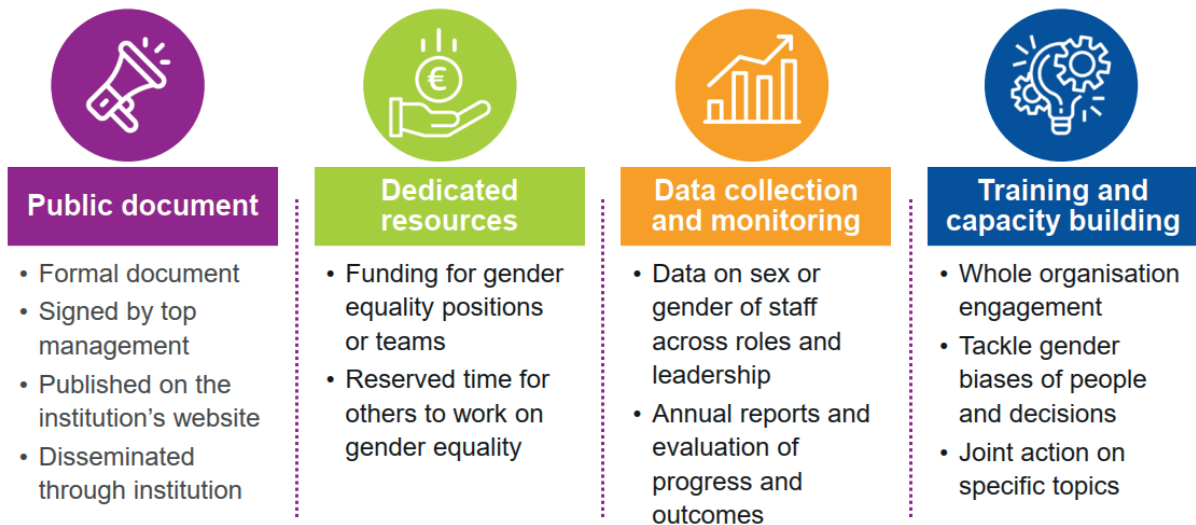 €
Public document
• Formal document
• Signed by top
management
• Published on the
institution’s website
• Disseminated
through institution
Dedicated
resources
• Funding for gender
equality positions
or teams
• Reserved time for
others to work on
gender equality
Data collection
and monitoring
• Data on sex or
gender of staff
across roles and
leadership
• Annual reports and
evaluation of
progress and
outcomes
Training and
capacity building
• Whole organisation
engagement
• Tackle gender
biases of people
and decisions
• Joint action on
specific topics